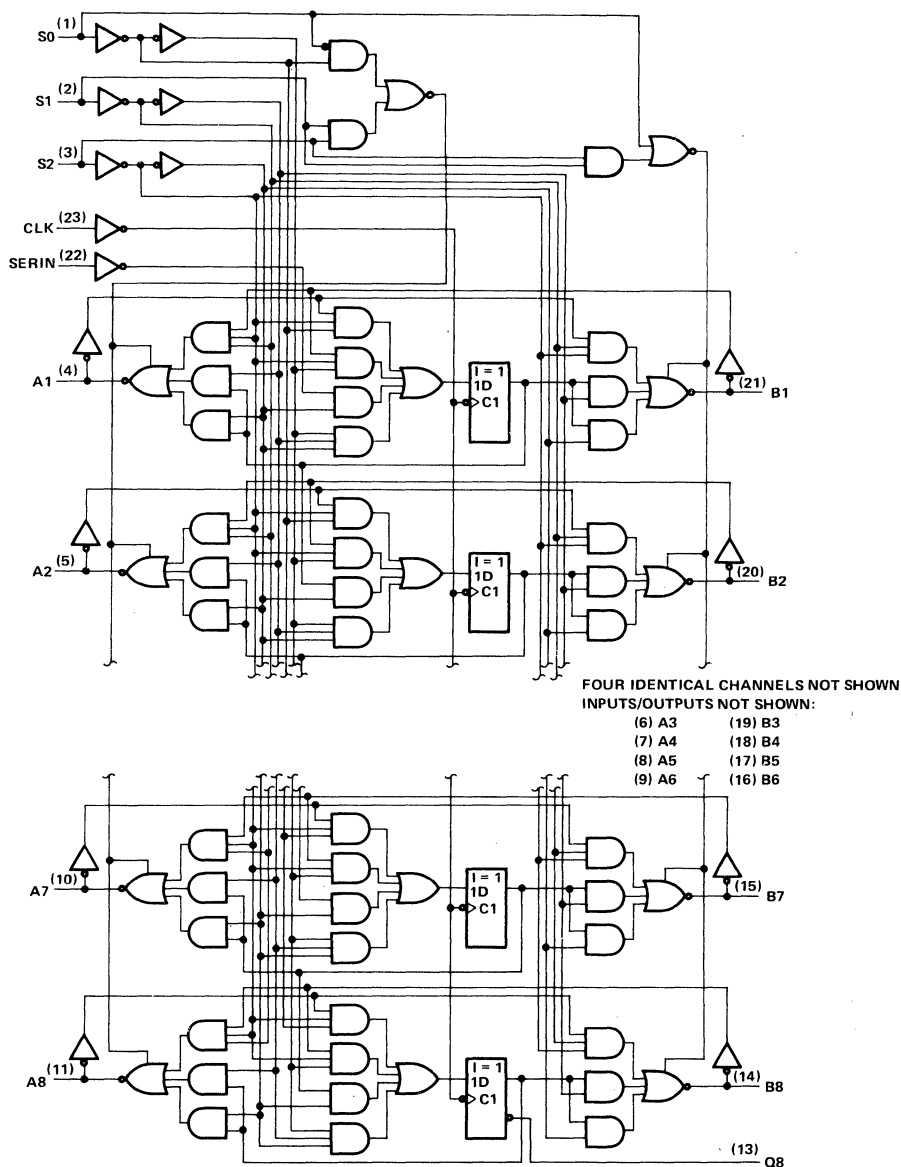 S0 (1)
S1 (2)
S2 (3)
CLK (23)
SERIN (22)
A1 (4)
I = 1
1D
C1
(21) B1
A2 (5)
I = 1
1D
C1
(20) B2
FOUR IDENTICAL CHANNELS NOT SHOWN
INPUTS/OUTPUTS NOT SHOWN:
(6) A3 (19) B3
(7) A4 (18) B4
(8) A5 (17) B5
(9) A6 (16) B6
A7 (10)
I = 1
1D
C1
(15) B7
A8 (11)
I = 1
1D
C1
(14) B8
(13)
Q8